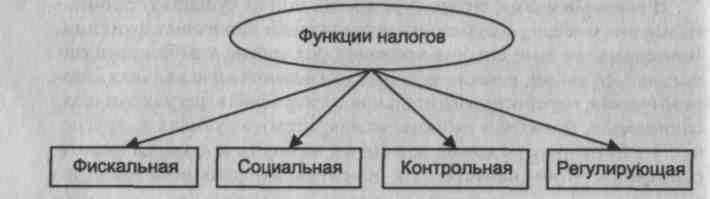 Функции налогов
Фискальная
Социальная
Контрольная
Регулирующая